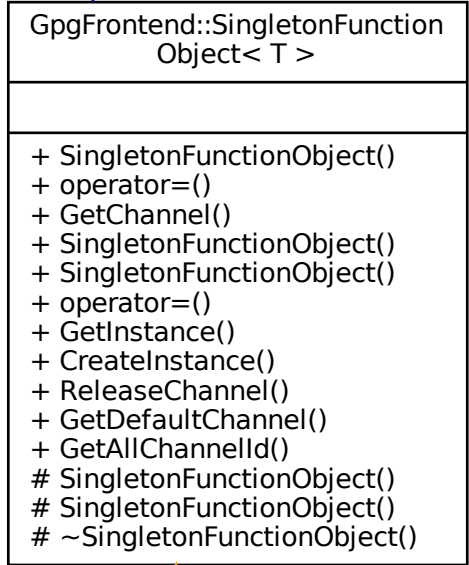 GpgFrontend::SingletonFunction
Object< T >
+ SingletonFunctionObject()
+ operator=()
+ GetChannel()
+ SingletonFunctionObject()
+ SingletonFunctionObject()
+ operator=()
+ GetInstance()
+ CreateInstance()
+ ReleaseChannel()
+ GetDefaultChannel()
+ GetAllChannelId()
# SingletonFunctionObject()
# SingletonFunctionObject()
# ~SingletonFunctionObject()